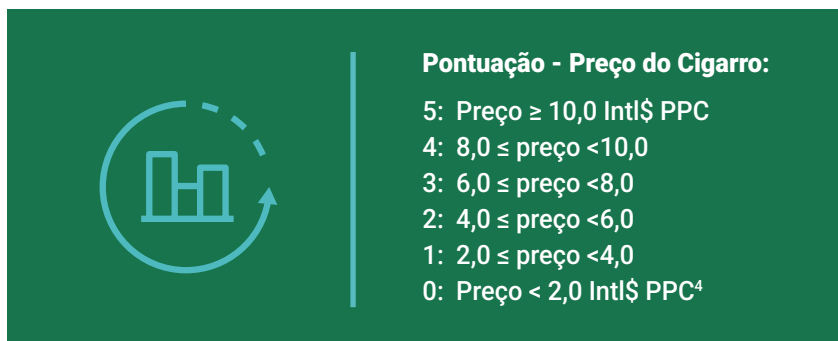 Pontuação - Preço do Cigarro:
5: Preço ≥ 10,0 Intl$ PPC
4: 8,0 ≤ preço <10,0
3: 6,0 ≤ preço <8,0
2: 4,0 ≤ preço <6,0
1: 2,0 ≤ preço <4,0
0: Preço < 2,0 Intl$ PPC⁴